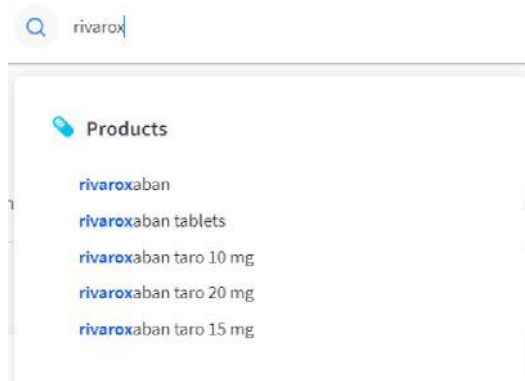 rivarox
Products
rivaroxaban
rivaroxaban tablets
rivaroxaban taro 10 mg
rivaroxaban taro 20 mg
rivaroxaban taro 15 mg